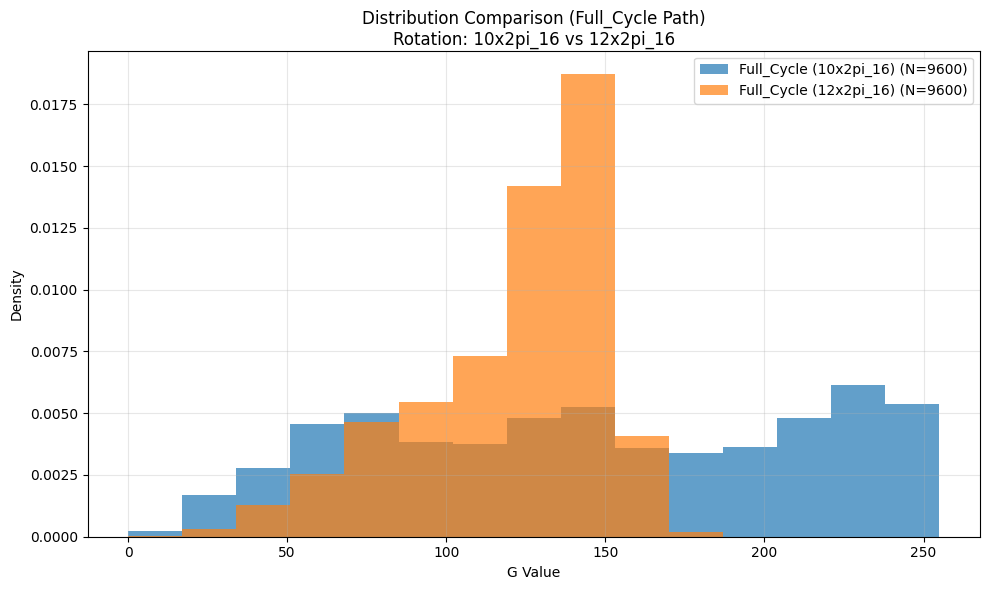 Distribution Comparison (Full_Cycle Path)
Rotation: 10x2pi_16 vs 12x2pi_16
Full_Cycle (10x2pi_16) (N=9600)
Full_Cycle (12x2pi_16) (N=9600)
0.0175
0.0150
0.0125
0.0100
0.0075
0.0050
0.0025
0.0000
Density
0 50 100 150 200 250
G Value